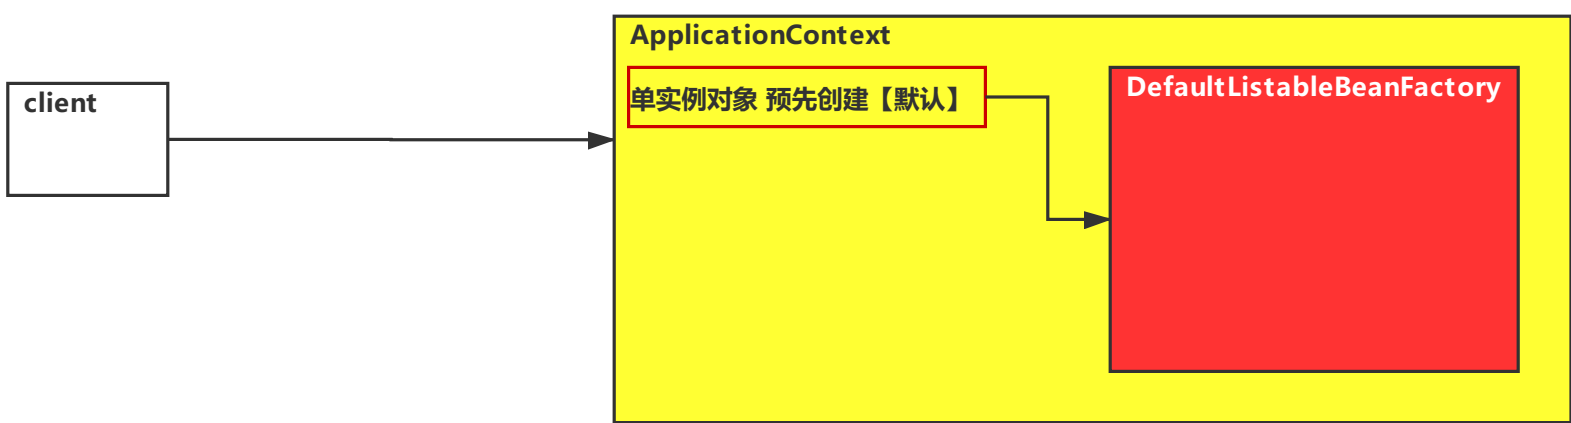 ApplicationContext
client
单实例对象 预先创建【默认】
DefaultListableBeanFactory